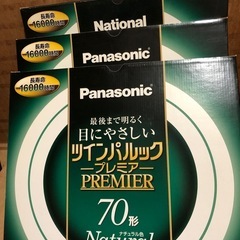 長寿命
16000時間
National
長寿命
16000時間
Panasonic
長寿命
16000時間
Panasonic
最後まで明るく
目にやさしい
ツインパルック
プレミア
PREMIER
70形
ナチュラル色
Natural